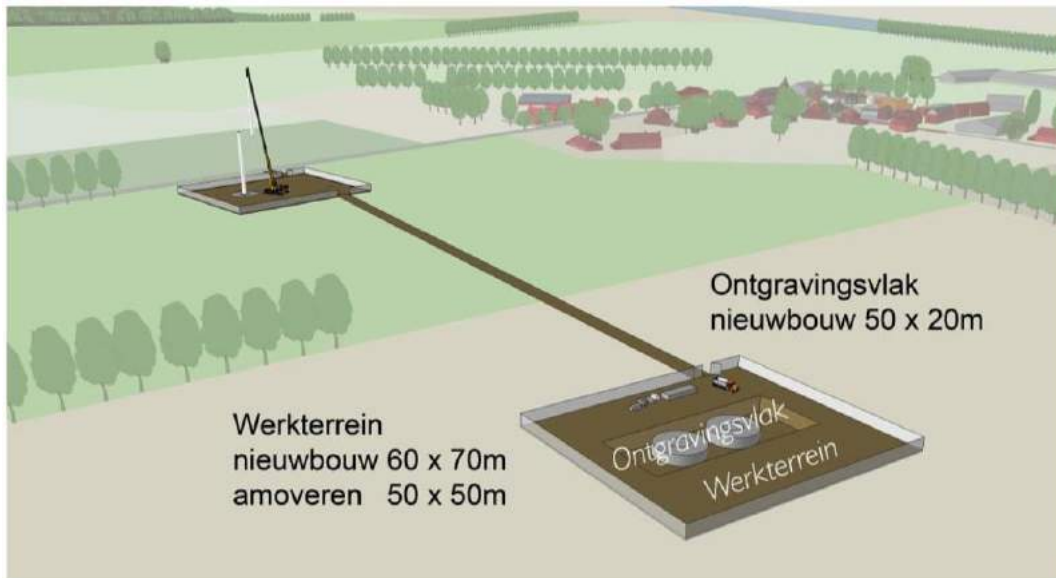 Ontgravingsvlak
nieuwbouw 50 x 20m
Werkterrein
nieuwbouw 60 x 70m
amoveren 50 x 50m
Ontgravingsvlak
Werkterrein